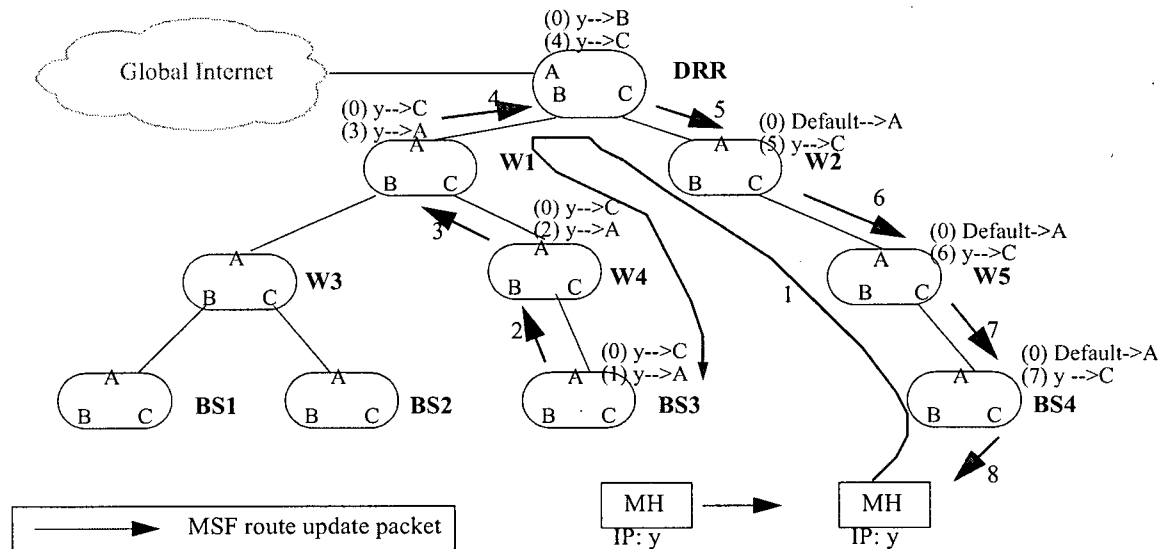 (0) y-->B
(4) y-->C
Global Internet
DRR
A
B
C
(0) y-->C
(3) y-->A
4
5
(0) Default-->A
(5) y-->C
A
W1
B
C
A
W2
B
C
3
(0) y-->C
(2) y-->A
6
(0) Default->A
(6) y-->C
A
W3
B
C
A
W4
B
C
1
A
W5
B
C
2
(0) y-->C
(1) y-->A
7
(0) Default->A
(7) y -->C
A
B
C
BS1
A
B
C
BS2
A
B
C
BS3
A
B
C
BS4
8
MSF route update packet
MH
IP: y
MH
IP: y